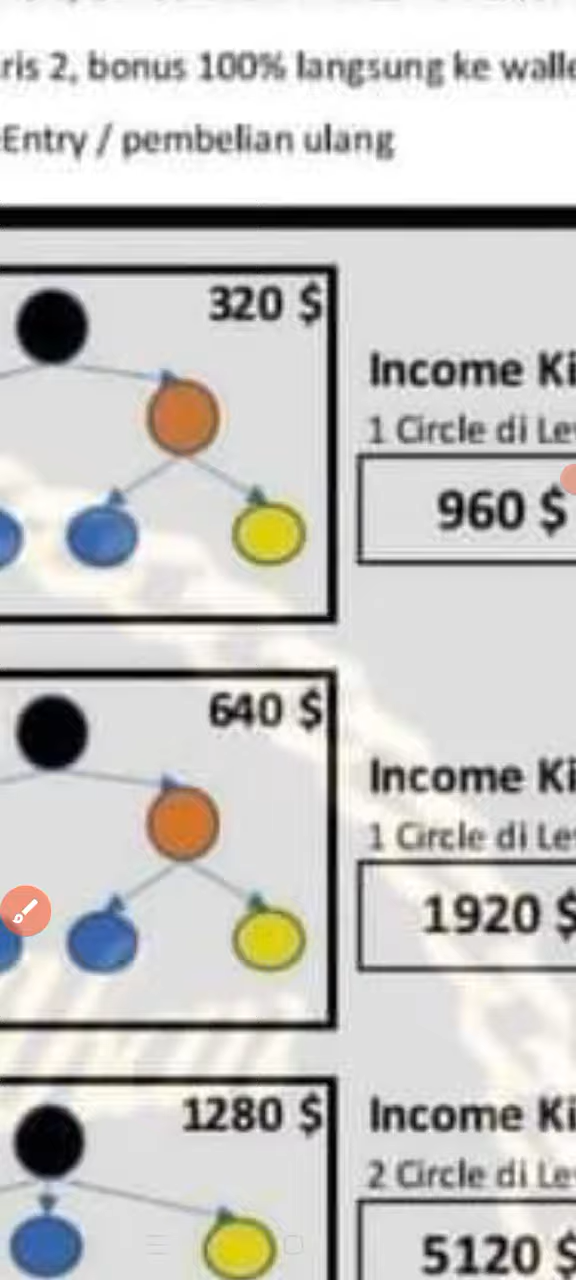 ris 2, bonus 100% langsung ke walle
Entry / pembelian ulang
320 $
Income Ki
1 Circle di Le
960 $
640 $
Income Ki
1 Circle di Le
1920 $
1280 $
Income Ki
2 Circle di Le
5120 $